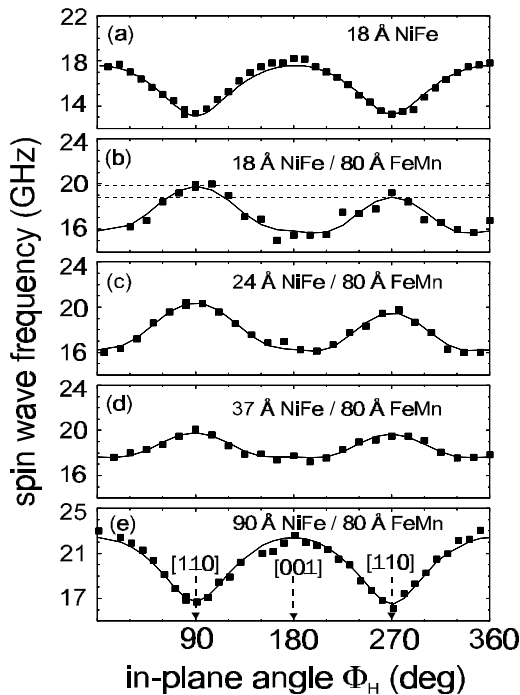 22
18
14
(a)
18 Å NiFe
24
20
16
(b)
18 Å NiFe / 80 Å FeMn
24
20
16
(c)
24 Å NiFe / 80 Å FeMn
24
20
16
(d)
37 Å NiFe / 80 Å FeMn
25
21
17
(e)
90 Å NiFe / 80 Å FeMn
[110]
[001]
[110]
90
180
270
360
spin wave frequency (GHz)
in-plane angle Φ_H (deg)